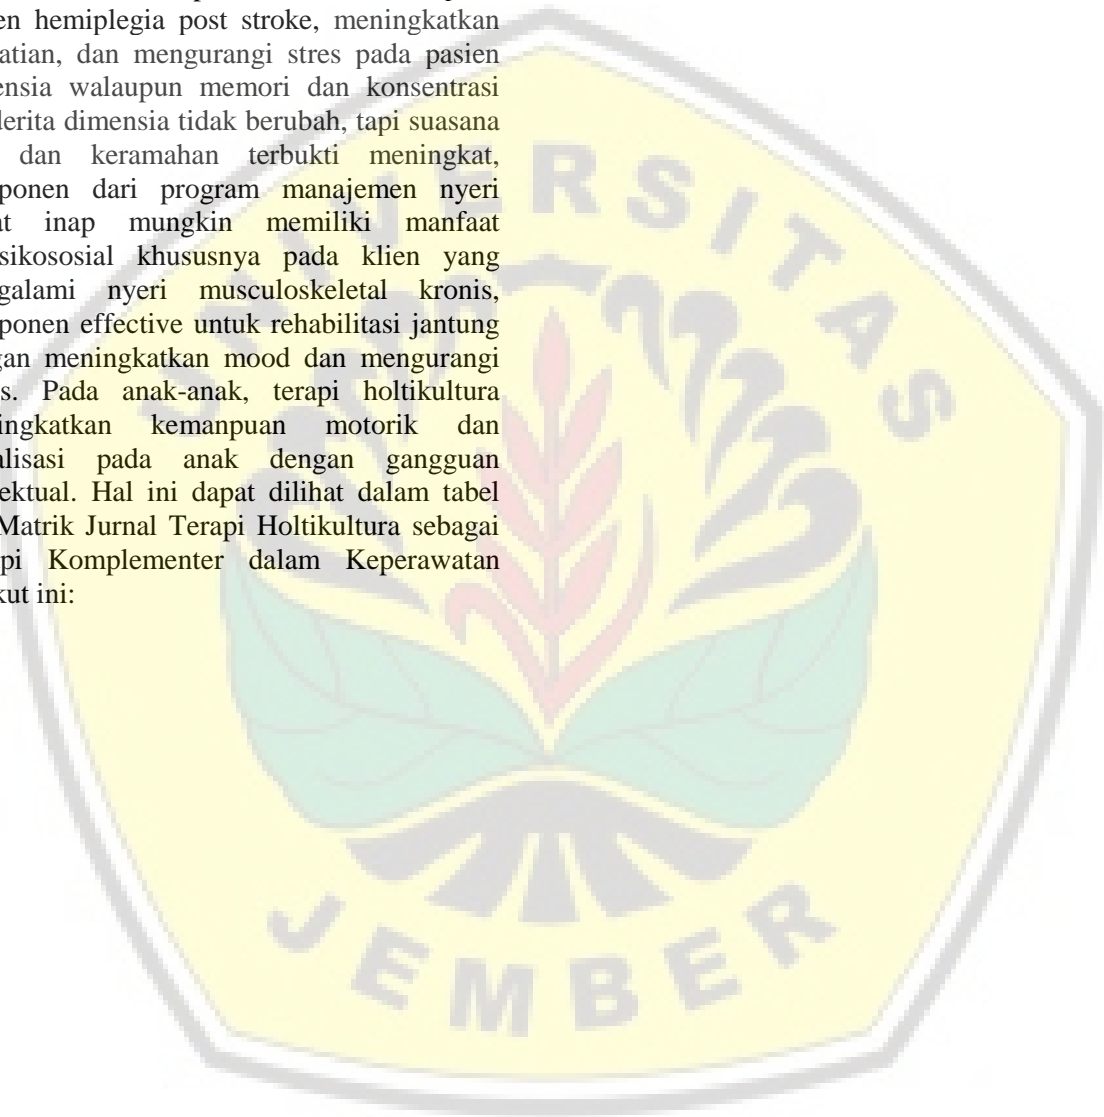 en hemiplegia post stroke, meningkatkan
atian, dan mengurangi stres pada pasien
ensia walaupun memori dan konsentrasi
derita dimensia tidak berubah, tapi suasana
dan keramahan terbukti meningkat,
ponen dari program manajemen nyeri
at inap mungkin memiliki manfaat
sikososial khususnya pada klien yang
galami nyeri musculoskeletal kronis,
ponen effective untuk rehabilitasi jantung
gan meningkatkan mood dan mengurangi
s. Pada anak-anak, terapi holtikultura
ingkatkan kemanpuan motorik dan
alisasi pada anak dengan gangguan
ektual. Hal ini dapat dilihat dalam tabel
Matrik Jurnal Terapi Holtikultura sebagai
pi Komplementer dalam Keperawatan
kut ini:
UNIVERSITAS
JEMBER